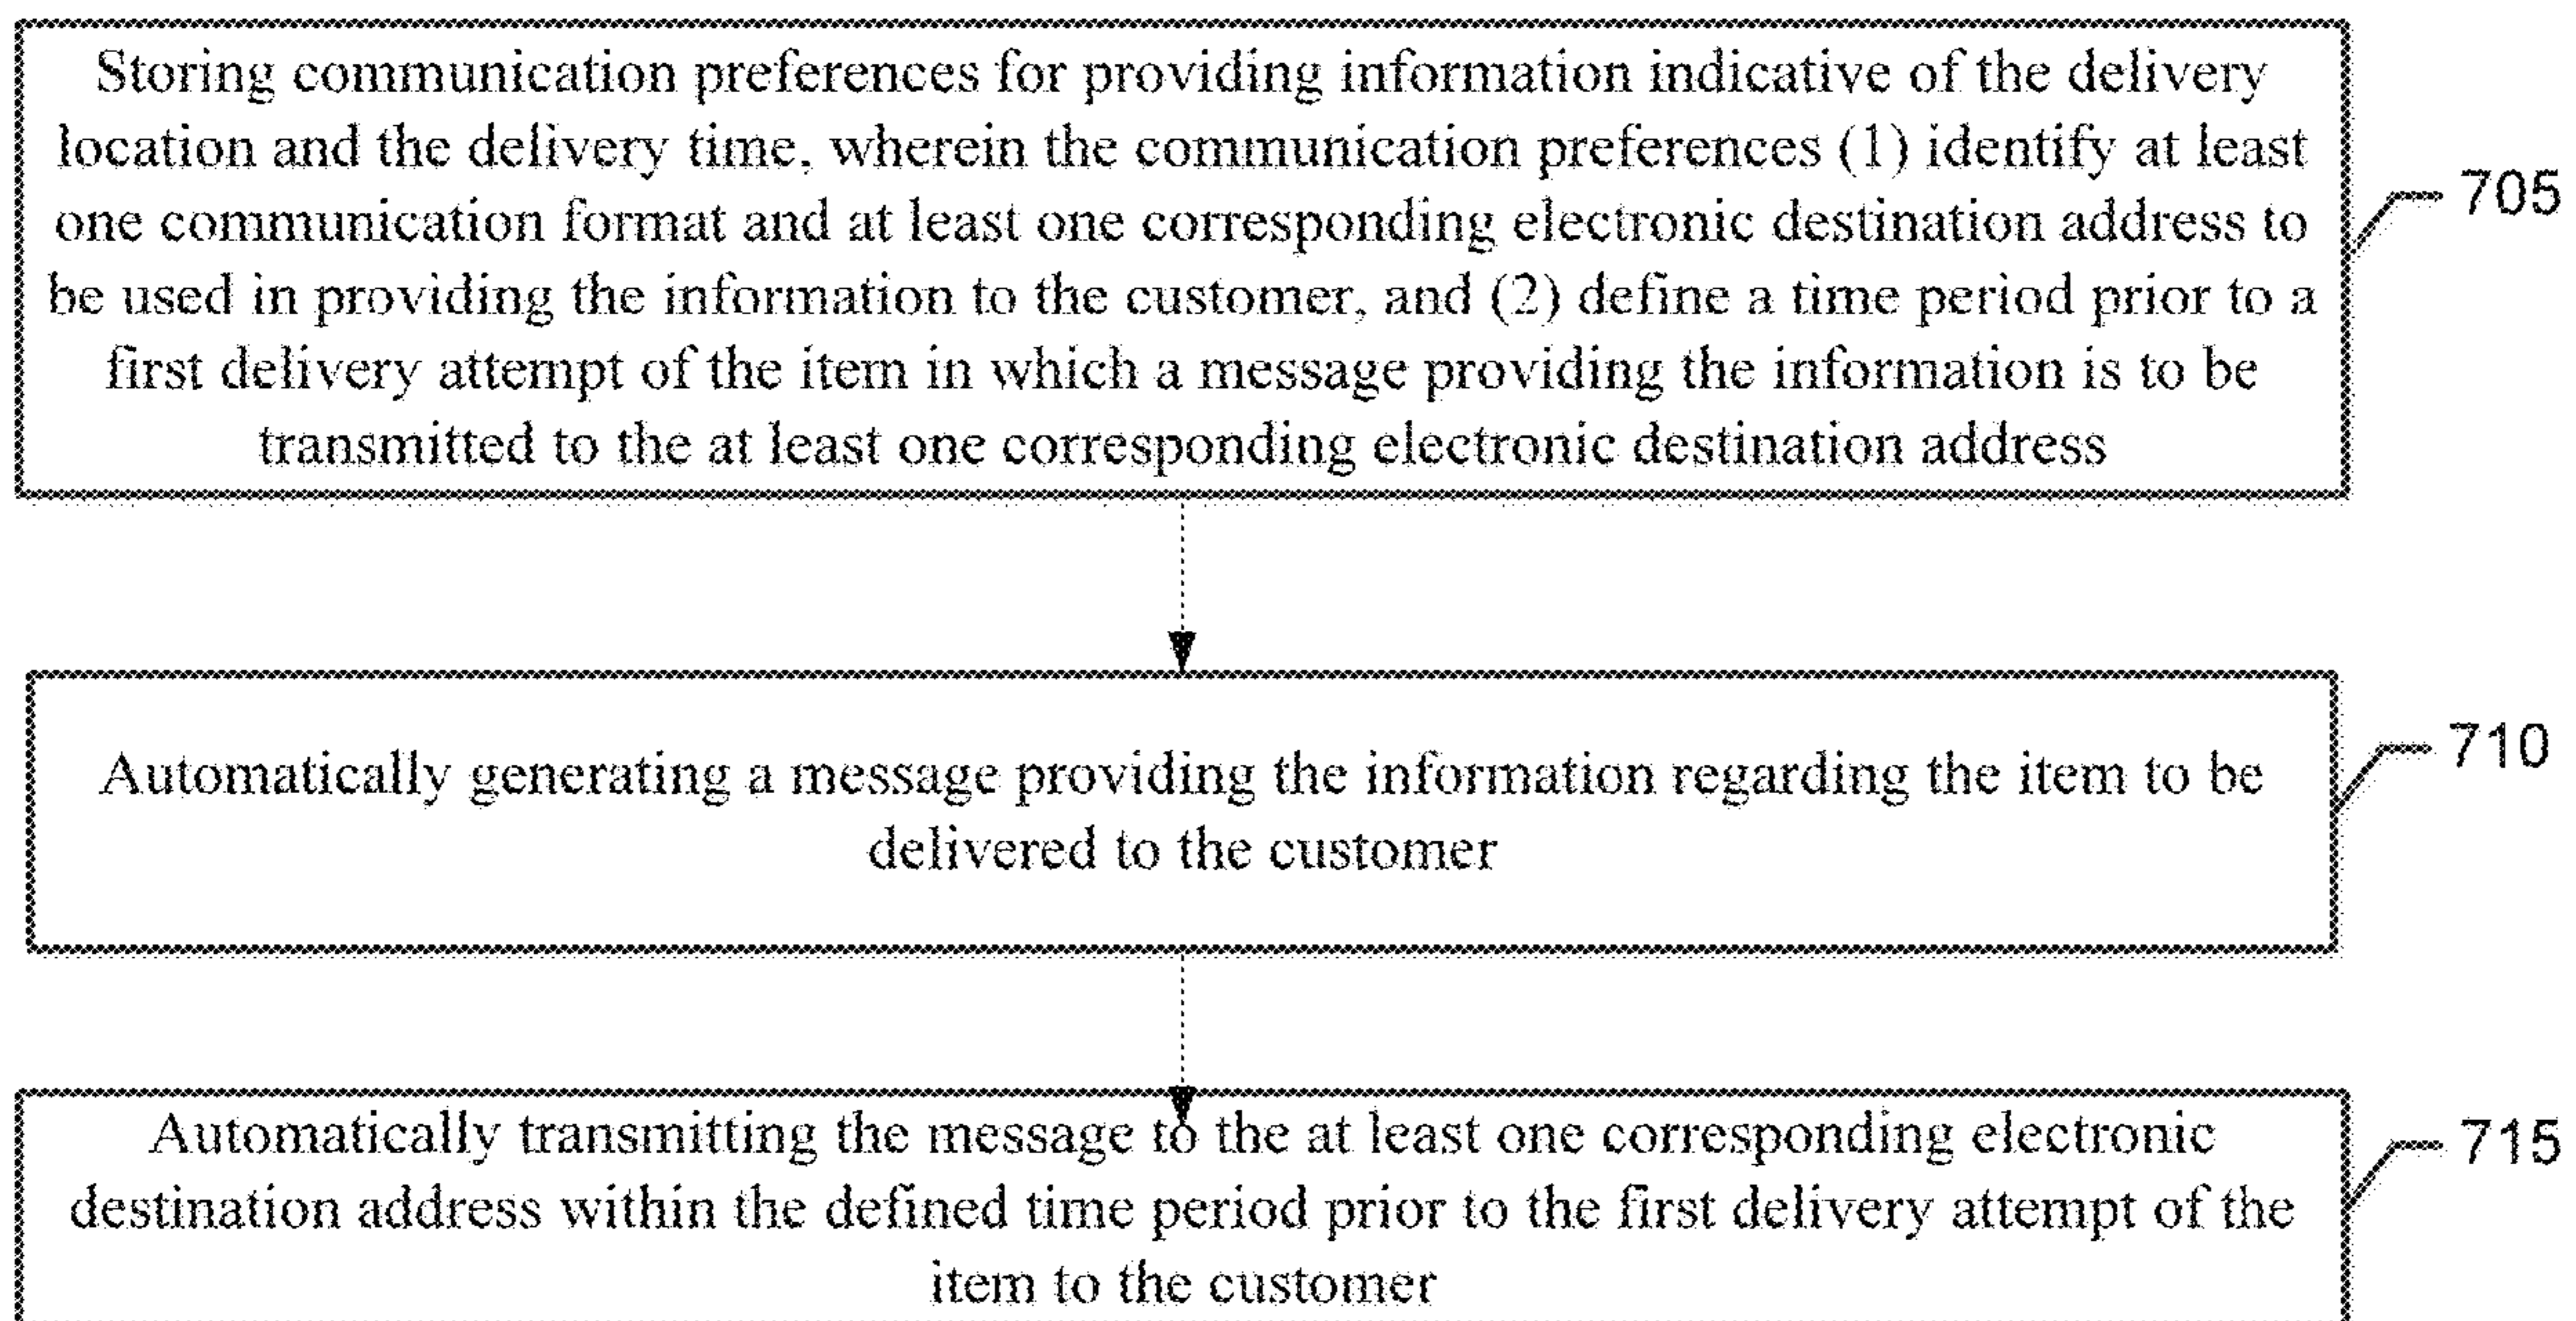 Storing communication preferences for providing information indicative of the delivery
location and the delivery time, wherein the communication preferences (1) identify at least
one communication format and at least one corresponding electronic destination address to
be used in providing the information to the customer, and (2) define a time period prior to a
first delivery attempt of the item in which a message providing the information is to be
transmitted to the at least one corresponding electronic destination address
705
Automatically generating a message providing the information regarding the item to be
delivered to the customer
710
Automatically transmitting the message to the at least one corresponding electronic
destination address within the defined time period prior to the first delivery attempt of the
item to the customer
715